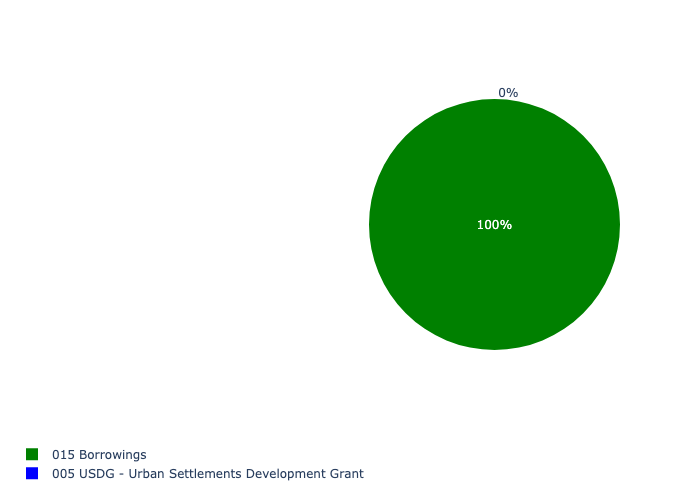 0%
100%
015 Borrowings
005 USDG - Urban Settlements Development Grant